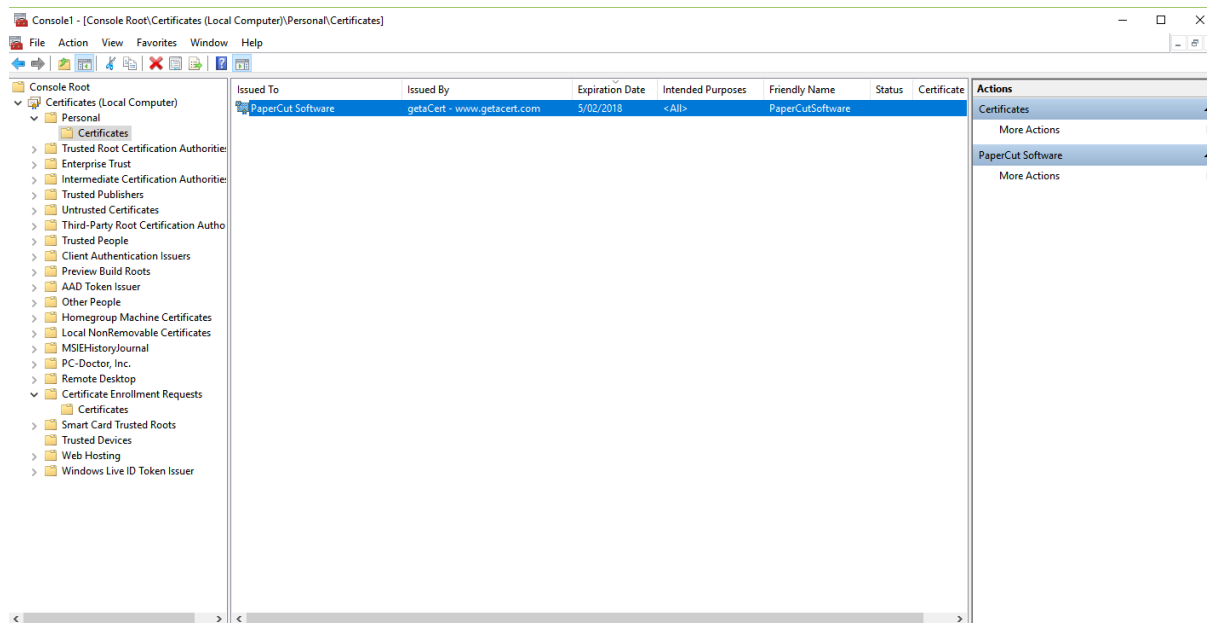 Console1 - [Console Root\Certificates (Local Computer)\Personal\Certificates]
File Action View Favorites Window Help
Console Root
Certificates (Local Computer)
Personal
Certificates
Trusted Root Certification Authorities
Enterprise Trust
Intermediate Certification Authorities
Trusted Publishers
Untrusted Certificates
Third-Party Root Certification Autho
Trusted People
Client Authentication Issuers
Preview Build Roots
AAD Token Issuer
Other People
Homegroup Machine Certificates
Local NonRemovable Certificates
MSIEHistoryJournal
PC-Doctor, Inc.
Remote Desktop
Certificate Enrollment Requests
Certificates
Smart Card Trusted Roots
Trusted Devices
Web Hosting
Windows Live ID Token Issuer
Issued To Issued By Expiration Date Intended Purposes Friendly Name Status Certificate
PaperCut Software getaCert - www.getacert.com 5/02/2018 <All> PaperCutSoftware
Actions
Certificates
More Actions
PaperCut Software
More Actions